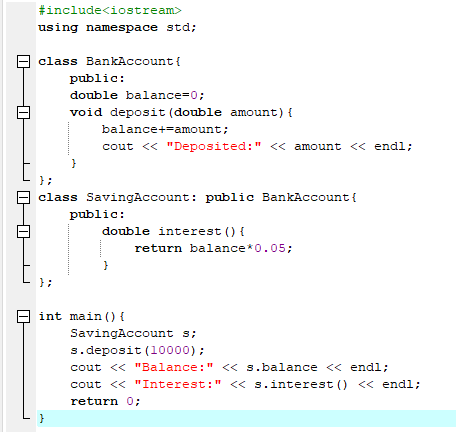 #include<iostream>
using namespace std;
class BankAccount{
public:
double balance=0;
void deposit(double amount){
balance+=amount;
cout << "Deposited:" << amount << endl;
}
};
class SavingAccount: public BankAccount{
public:
double interest(){
return balance*0.05;
}
};
int main(){
SavingAccount s;
s.deposit(10000);
cout << "Balance:" << s.balance << endl;
cout << "Interest:" << s.interest() << endl;
return 0;
}